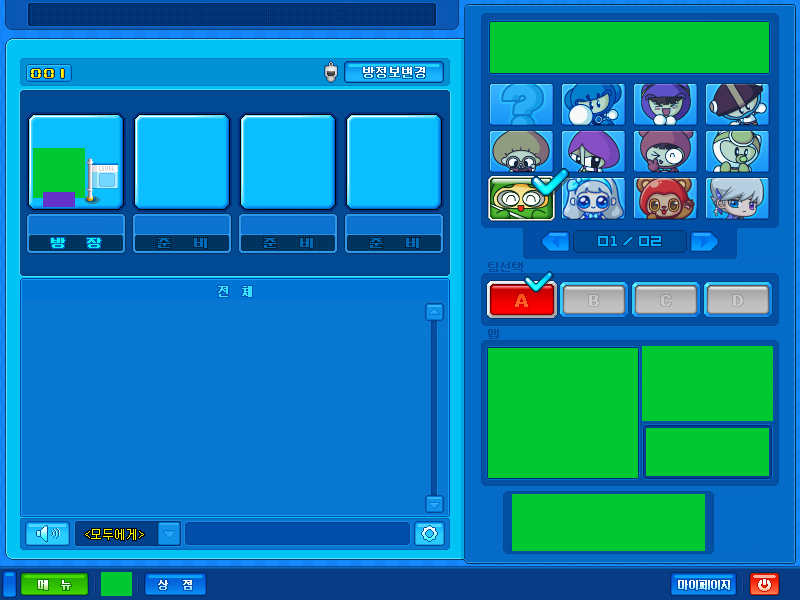 001
방정보변경
LEVEL
방 장
준 비
준 비
준 비
01 / 02
팀선택
A
B
C
D
전 체
맵
<모두에게>
메 뉴
상 점
마이페이지